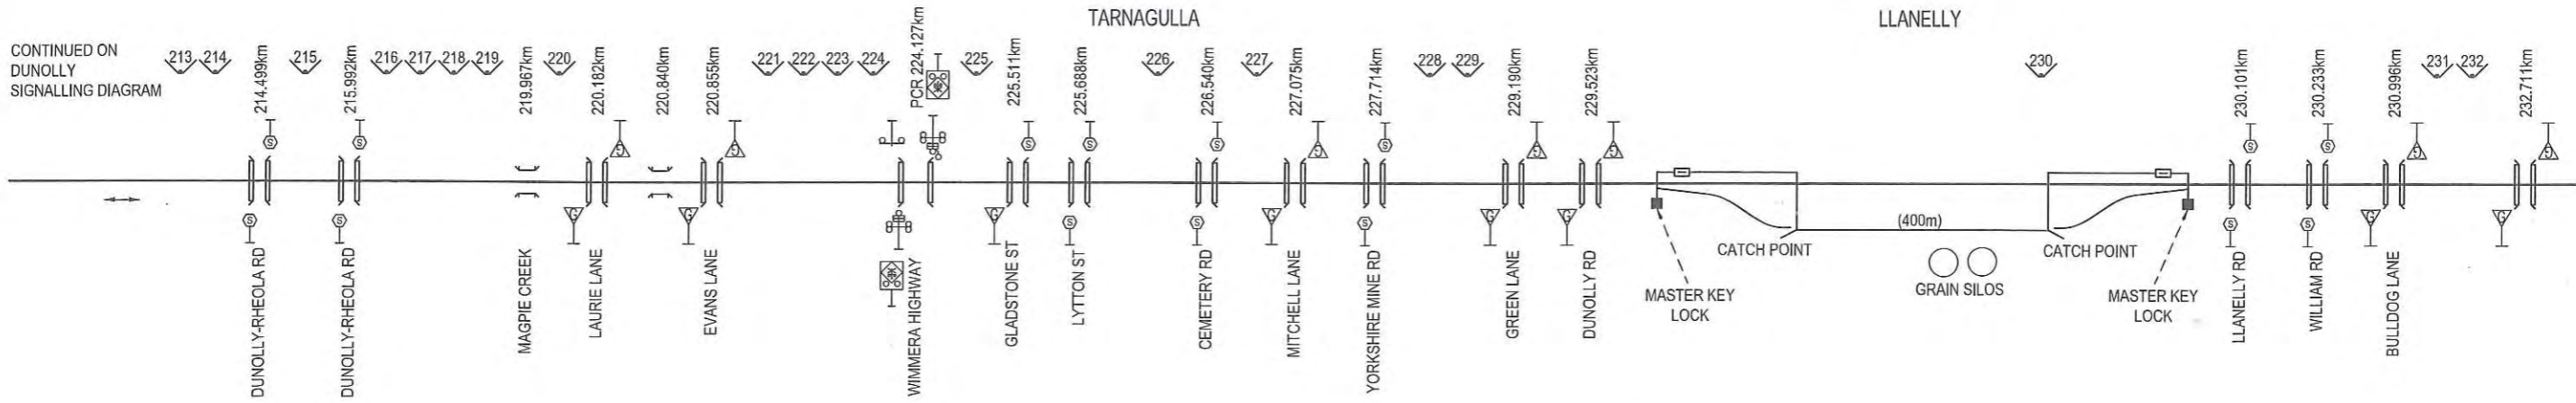 TARNAGULLA
LLANELLY
CONTINUED ON
DUNOLLY
SIGNALLING DIAGRAM
213
214
214.499km
215
215.992km
216
217
218
219
219.967km
220
220.182km
220.840km
220.855km
221
222
223
224
PCR 224.127km
225
225.511km
225.688km
226
226.540km
227
227.075km
227.714km
228
229
229.190km
229.523km
230
230.101km
230.233km
230.996km
231
232
232.711km
S
S
G
G
S
S
S
G
S
G
G
S
S
G
G
S
S
G
G
G
S
S
G
S
G
G
S
S
G
G
(400m)
DUNOLLY-RHEOLA RD
DUNOLLY-RHEOLA RD
MAGPIE CREEK
LAURIE LANE
EVANS LANE
WIMMERA HIGHWAY
GLADSTONE ST
LYTTON ST
CEMETERY RD
MITCHELL LANE
YORKSHIRE MINE RD
GREEN LANE
DUNOLLY RD
MASTER KEY
LOCK
CATCH POINT
GRAIN SILOS
CATCH POINT
MASTER KEY
LOCK
LLANELLY RD
WILLIAM RD
BULLDOG LANE